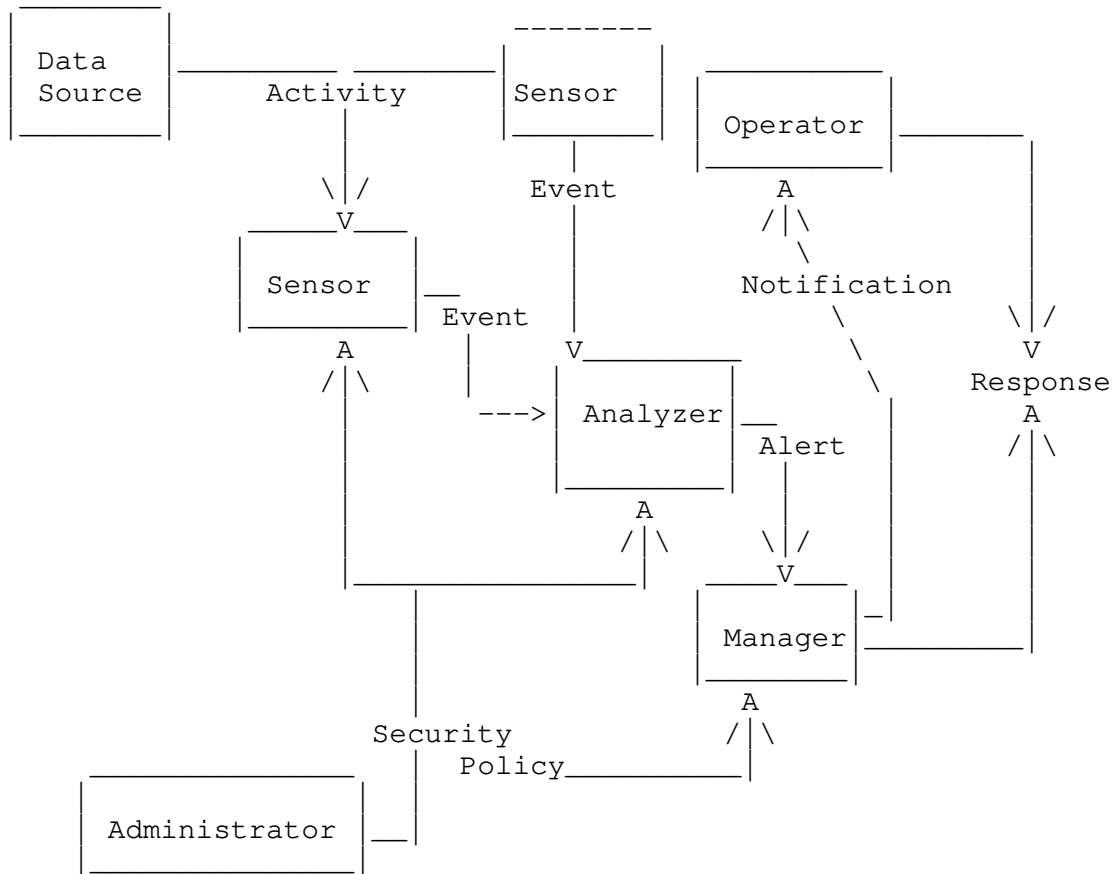 Data
Source
Activity
Sensor
Operator
Event
Sensor
Event
Notification
Response
Analyzer
Alert
Manager
Security
Policy
Administrator